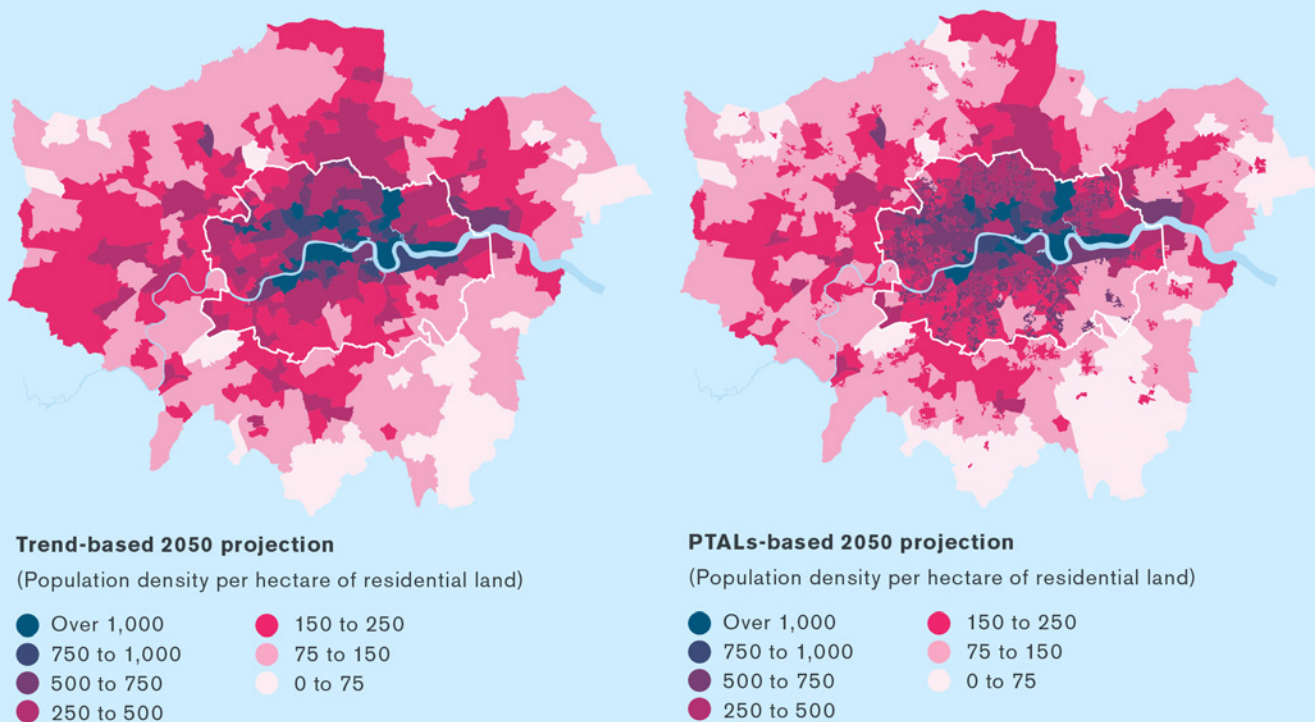 Trend-based 2050 projection
(Population density per hectare of residential land)
Over 1,000
750 to 1,000
500 to 750
250 to 500
150 to 250
75 to 150
0 to 75
PTALs-based 2050 projection
(Population density per hectare of residential land)
Over 1,000
750 to 1,000
500 to 750
250 to 500
150 to 250
75 to 150
0 to 75